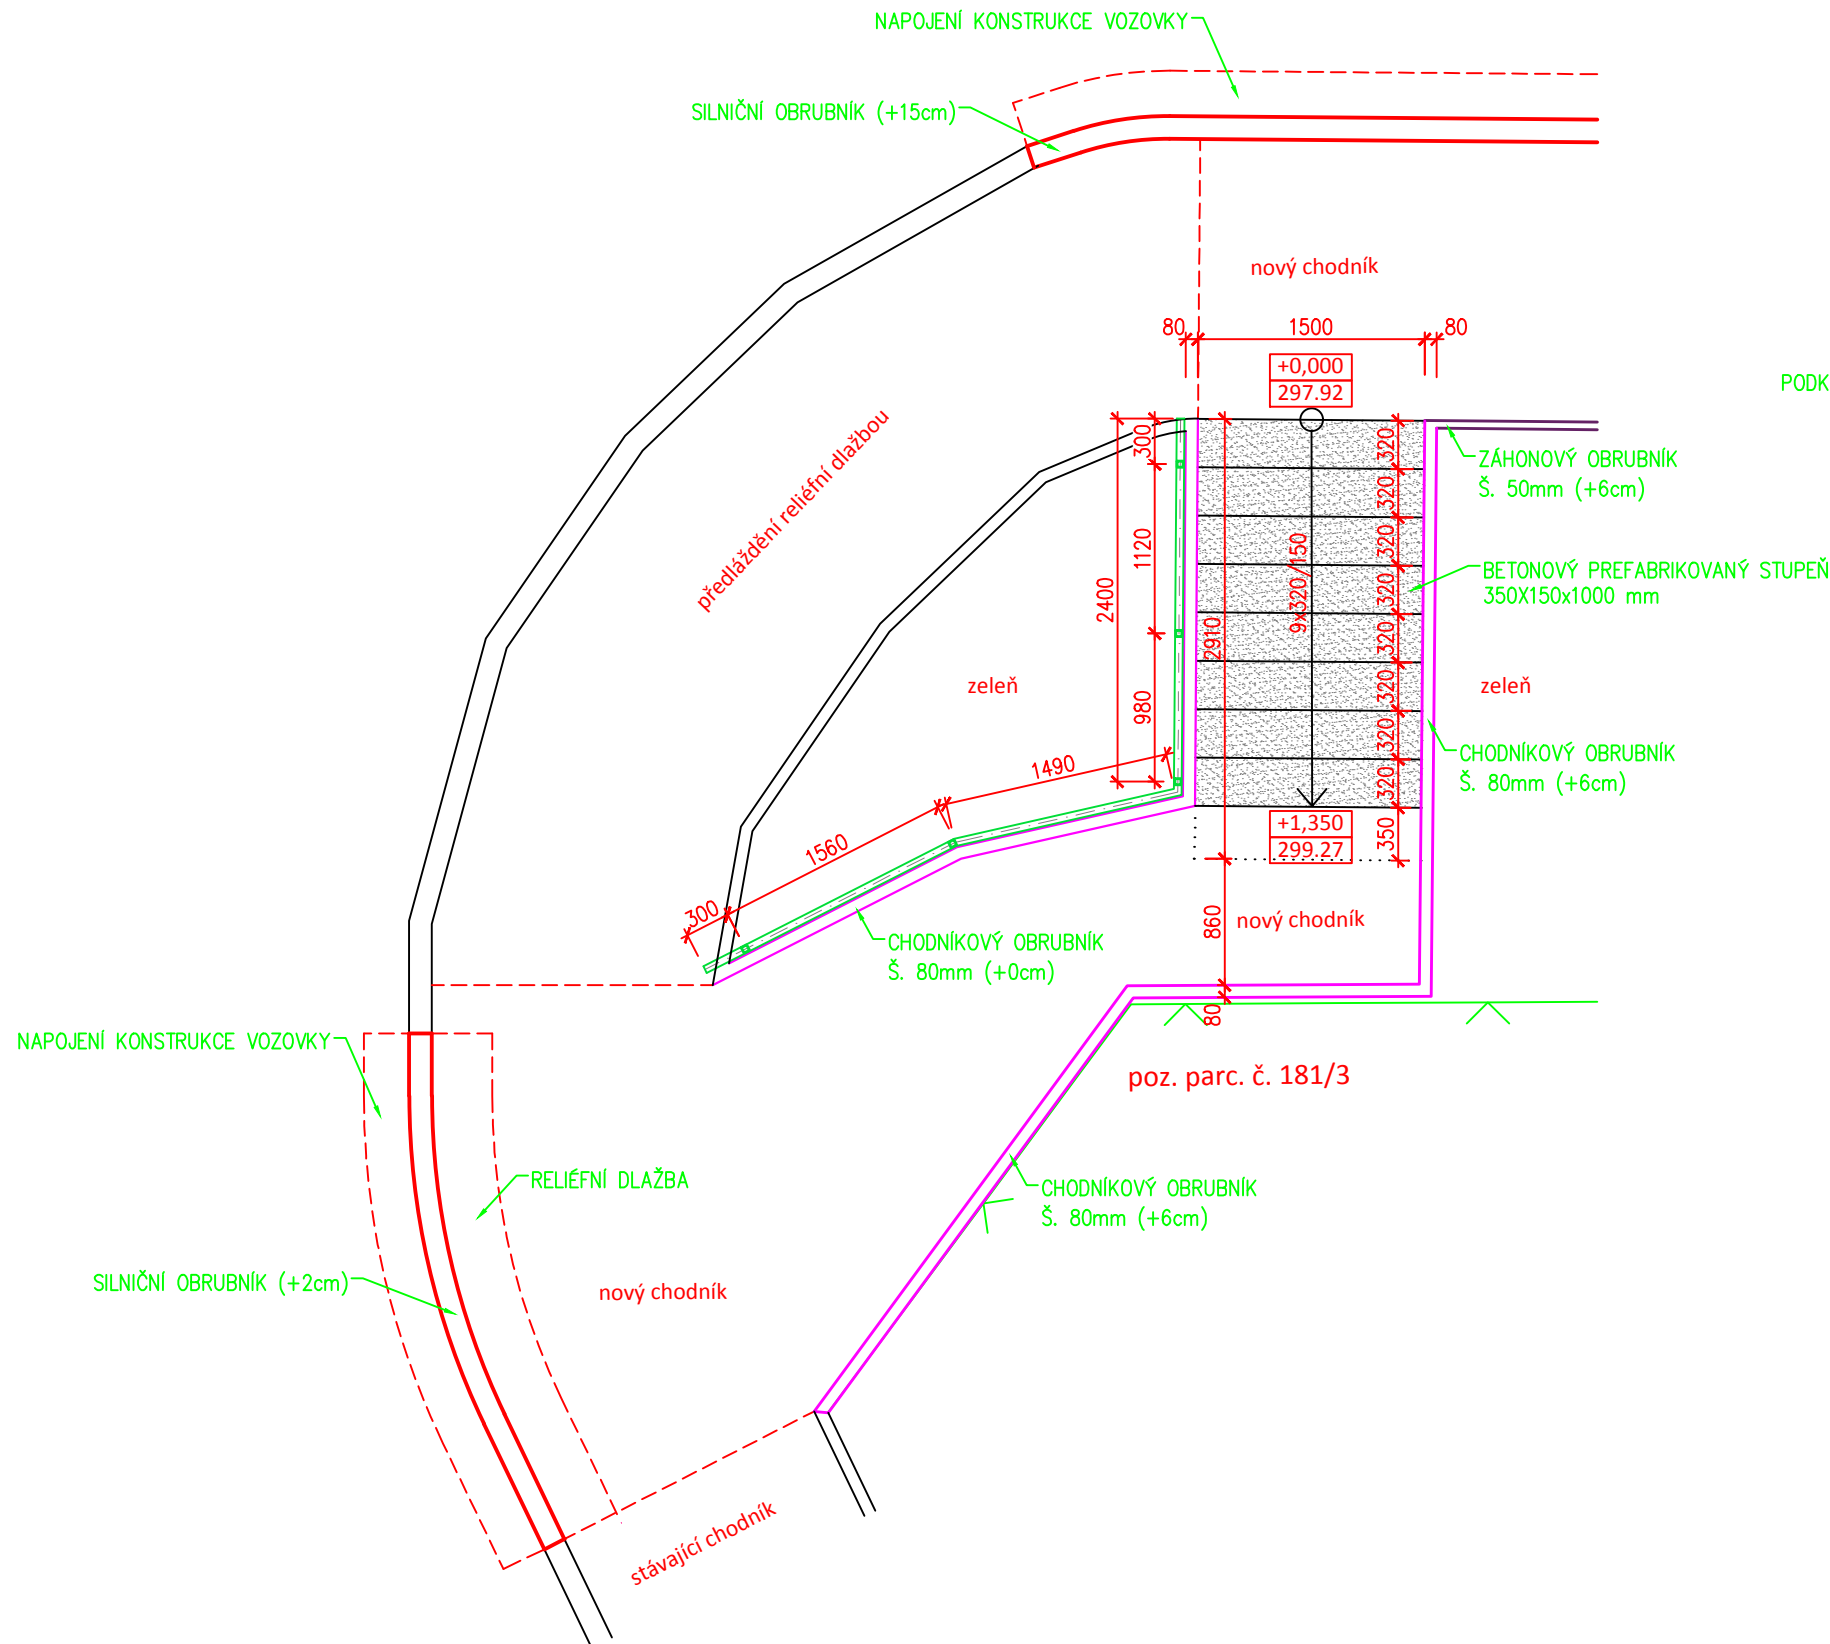 NAPOJENÍ KONSTRUKCE VOZOVKY
SILNIČNÍ OBRUBNÍK (+15cm)
nový chodník
80
1500
80
+0,000
297.92
PODK
předláždění reliéfní dlažbou
300
320
ZÁHONOVÝ OBRUBNÍK
Š. 50mm (+6cm)
320
1120
320
9x320/150
BETONOVÝ PREFABRIKOVANÝ STUPEŇ
350X150x1000 mm
2400
320
2910
320
zeleň
320
zeleň
980
320
CHODNÍKOVÝ OBRUBNÍK
Š. 80mm (+6cm)
1490
320
+1,350
299.27
350
1560
300
860
nový chodník
CHODNÍKOVÝ OBRUBNÍK
Š. 80mm (+0cm)
80
NAPOJENÍ KONSTRUKCE VOZOVKY
poz. parc. č. 181/3
RELIÉFNÍ DLAŽBA
CHODNÍKOVÝ OBRUBNÍK
Š. 80mm (+6cm)
SILNIČNÍ OBRUBNÍK (+2cm)
nový chodník
stávající chodník